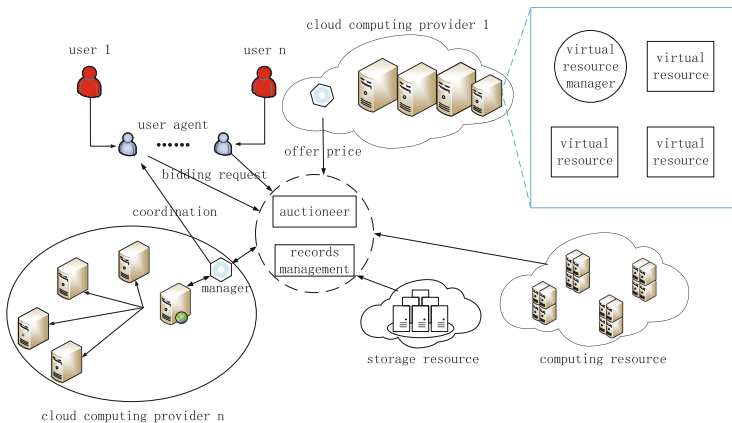 cloud computing provider 1
user 1
user n
virtual
resource
manager
virtual
resource
user agent
virtual
resource
virtual
resource
offer price
bidding request
coordination
auctioneer
records
management
manager
storage resource
computing resource
cloud computing provider n